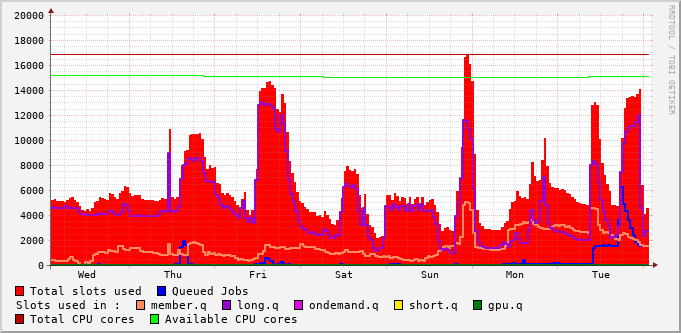 20000
18000
16000
14000
12000
10000
8000
6000
4000
2000
0
Wed Thu Fri Sat Sun Mon Tue
RRDTOOL / TOBI OETIKER
Total slots used Queued Jobs
Slots used in : member.q long.q ondemand.q short.q gpu.q
Total CPU cores Available CPU cores